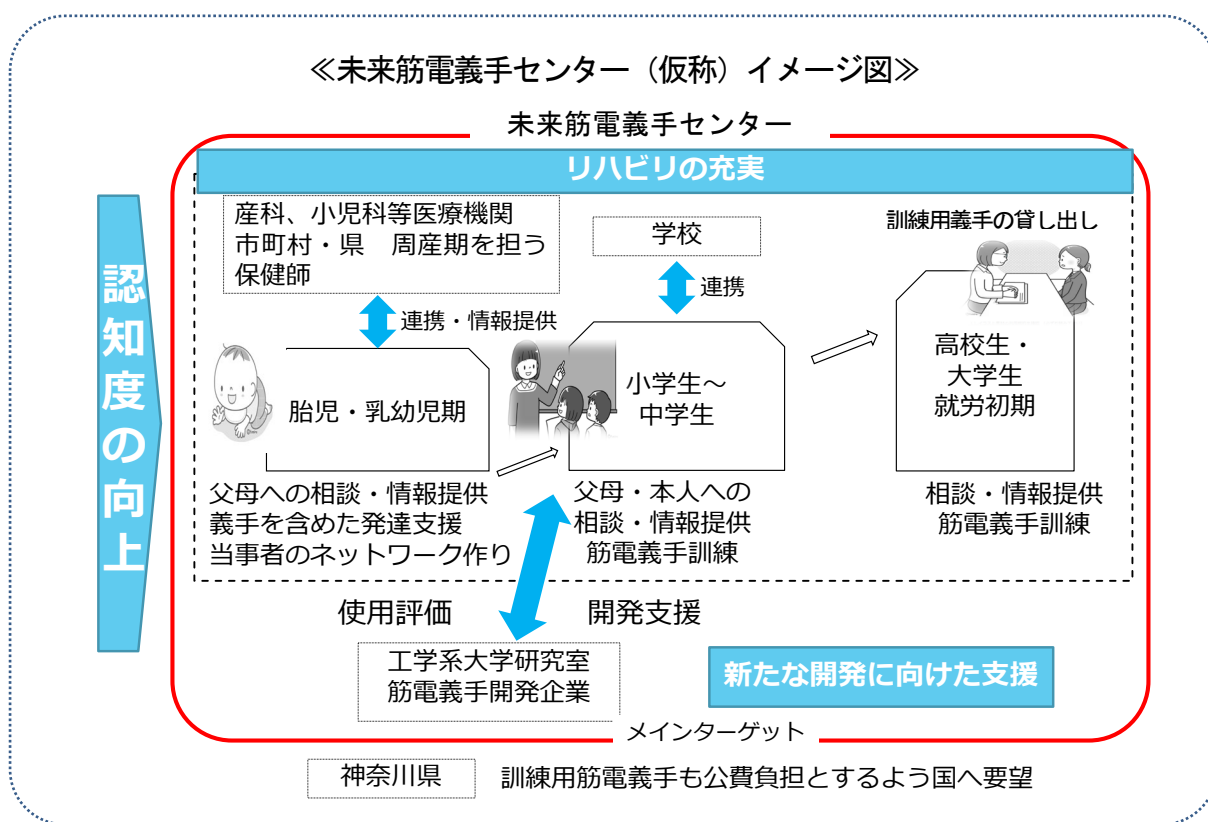 ≪未来筋電義手センター（仮称）イメージ図≫
未来筋電義手センター
リハビリの充実
認知度の向上
産科、小児科等医療機関
市町村・県　周産期を担う
保健師
連携・情報提供
胎児・乳幼児期
父母への相談・情報提供
義手を含めた発達支援
当事者のネットワーク作り
学校
連携
小学生～
中学生
父母・本人への
相談・情報提供
筋電義手訓練
訓練用義手の貸し出し
高校生・
大学生
就労初期
相談・情報提供
筋電義手訓練
使用評価
開発支援
工学系大学研究室
筋電義手開発企業
新たな開発に向けた支援
メインターゲット
神奈川県
訓練用筋電義手も公費負担とするよう国へ要望